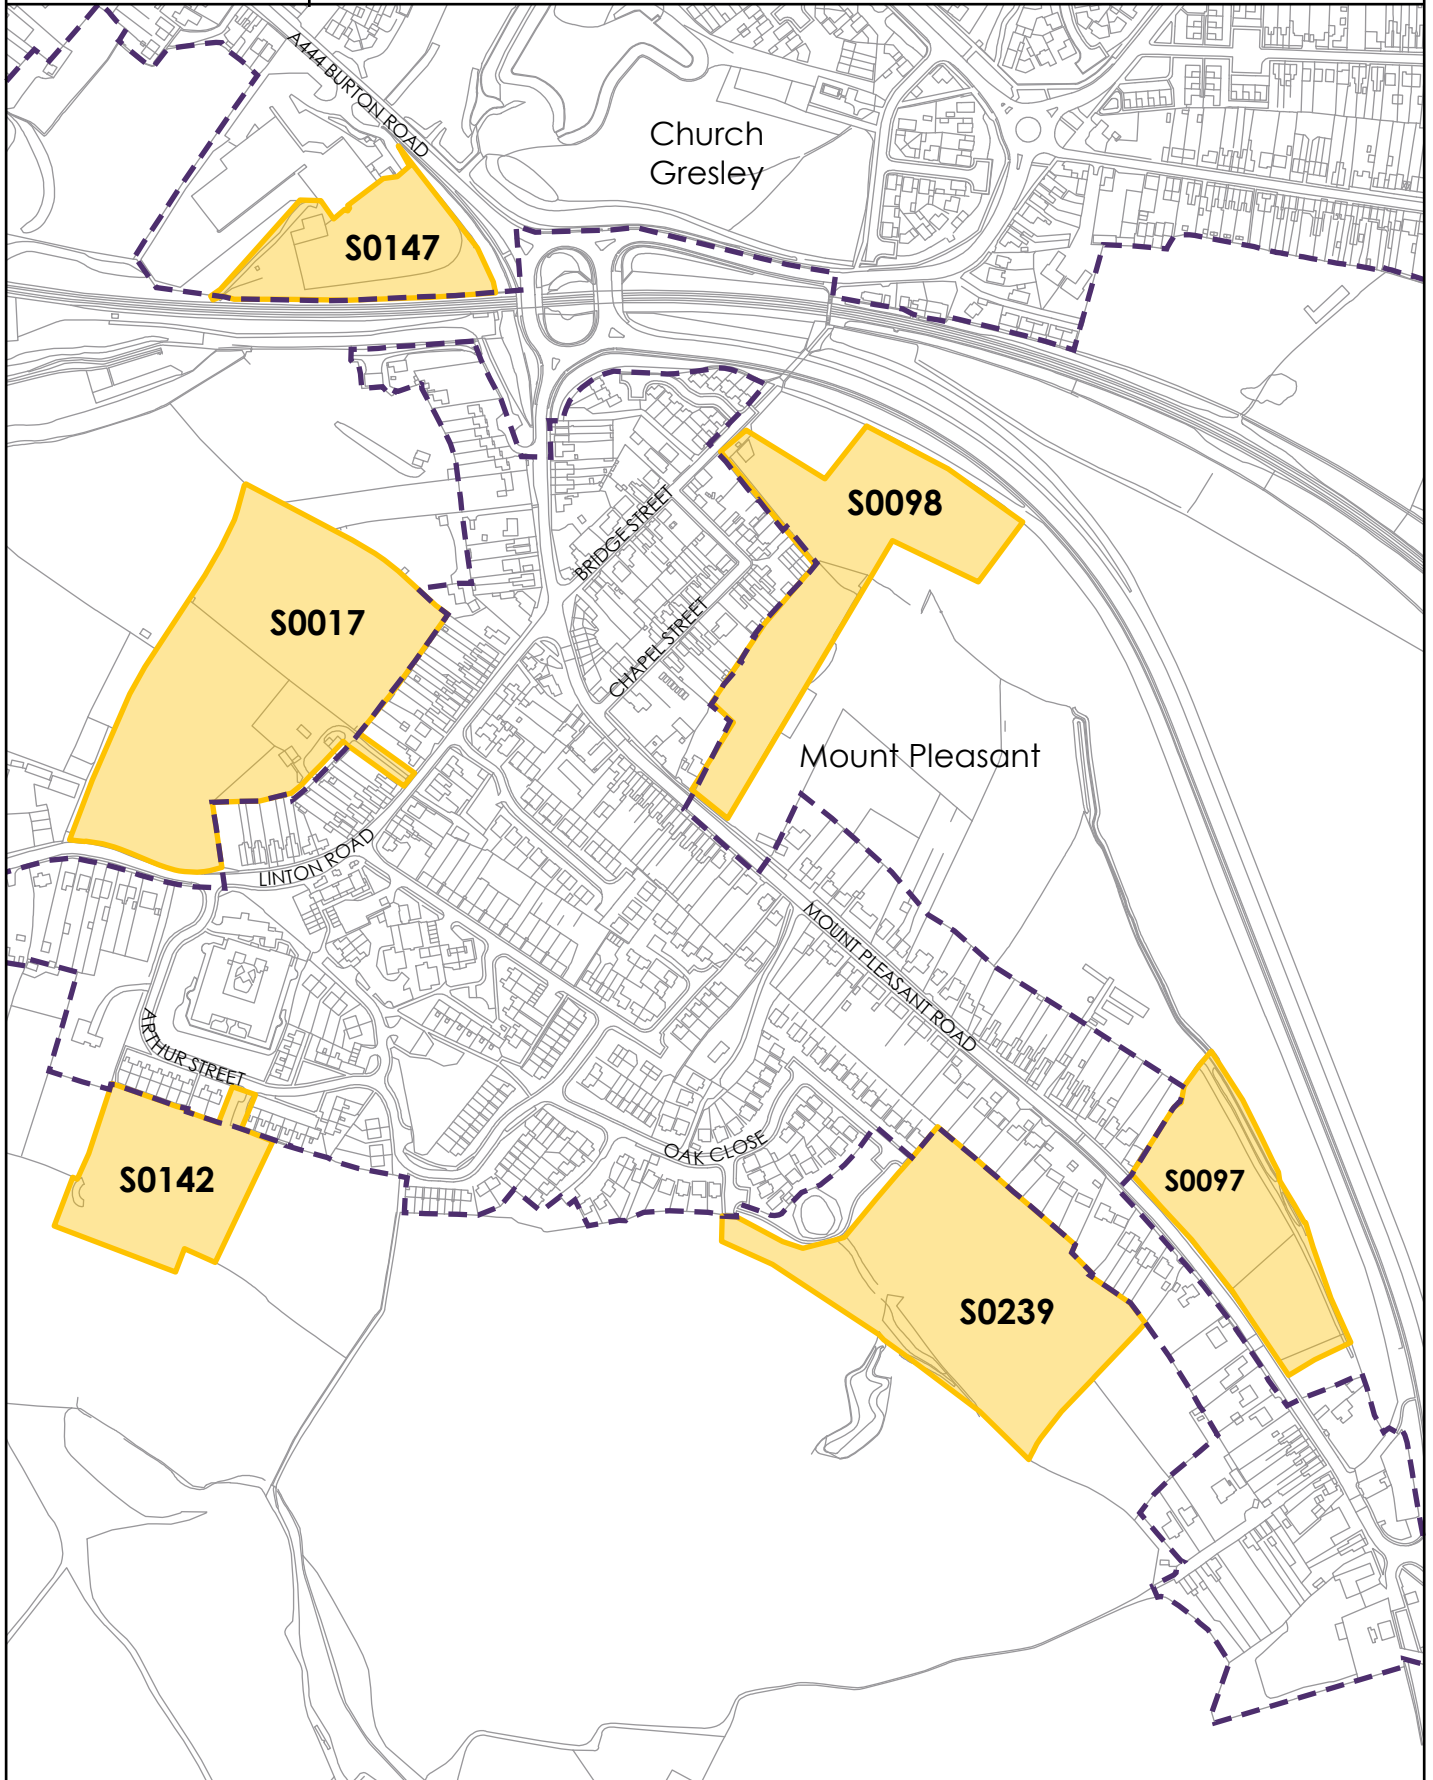 A444 BURTON ROAD
Church
Gresley
S0147
S0098
BRIDGE STREET
S0017
CHAPEL STREET
Mount Pleasant
LINTON ROAD
MOUNT PLEASANT ROAD
ARTHUR STREET
OAK CLOSE
S0142
S0097
S0239